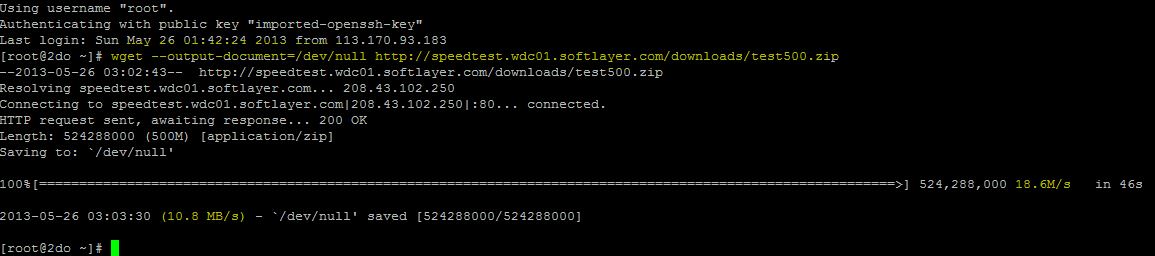 Using username "root".
Authenticating with public key "imported-openssh-key"
Last login: Sun May 26 01:42:24 2013 from 113.170.93.183
[root@2do ~]# wget --output-document=/dev/null http://speedtest.wdc01.softlayer.com/downloads/test500.zip
--2013-05-26 03:02:43--  http://speedtest.wdc01.softlayer.com/downloads/test500.zip
Resolving speedtest.wdc01.softlayer.com... 208.43.102.250
Connecting to speedtest.wdc01.softlayer.com|208.43.102.250|:80... connected.
HTTP request sent, awaiting response... 200 OK
Length: 524288000 (500M) [application/zip]
Saving to: `/dev/null'
100%[===========================================================================================================>] 524,288,000 18.6M/s   in 46s
2013-05-26 03:03:30 (10.8 MB/s) - `/dev/null' saved [524288000/524288000]
[root@2do ~]#